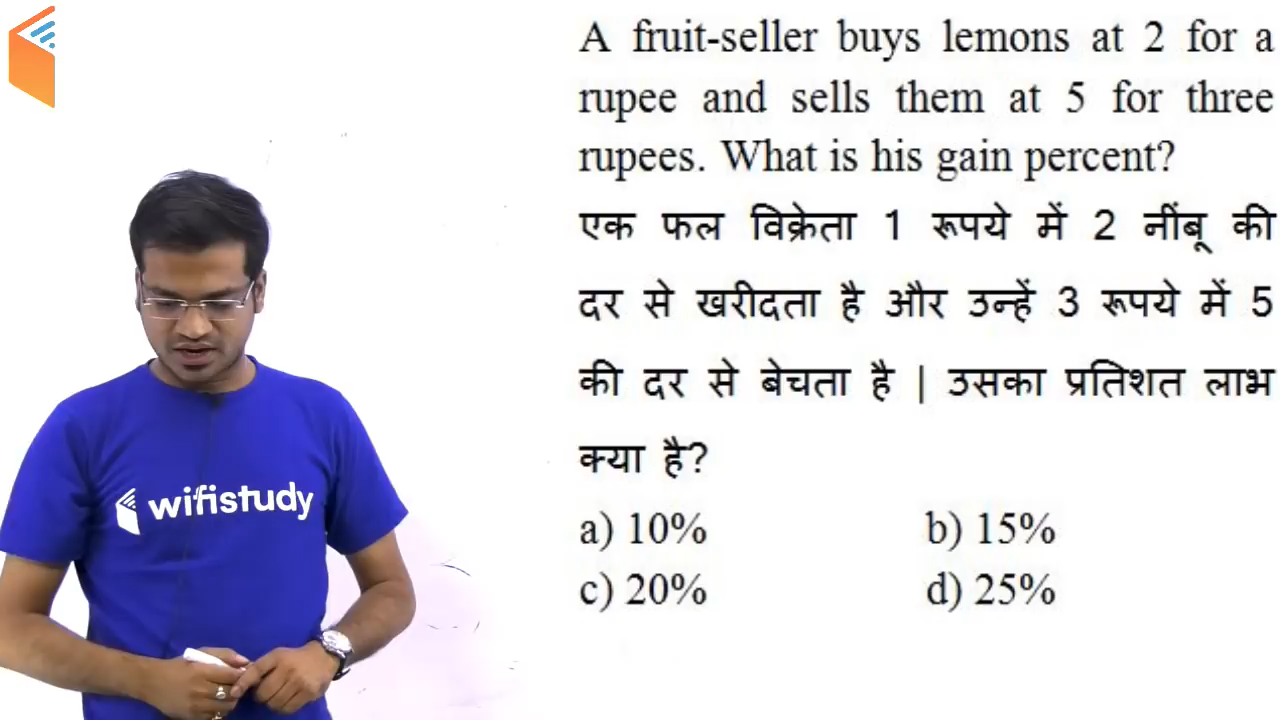 A fruit-seller buys lemons at 2 for a
rupee and sells them at 5 for three
rupees. What is his gain percent?
एक फल विक्रेता 1 रूपये में 2 नींबू की
दर से खरीदता है और उन्हें 3 रूपये में 5
की दर से बेचता है | उसका प्रतिशत लाभ
क्या है?
a) 10% b) 15%
c) 20% d) 25%
wifistudy